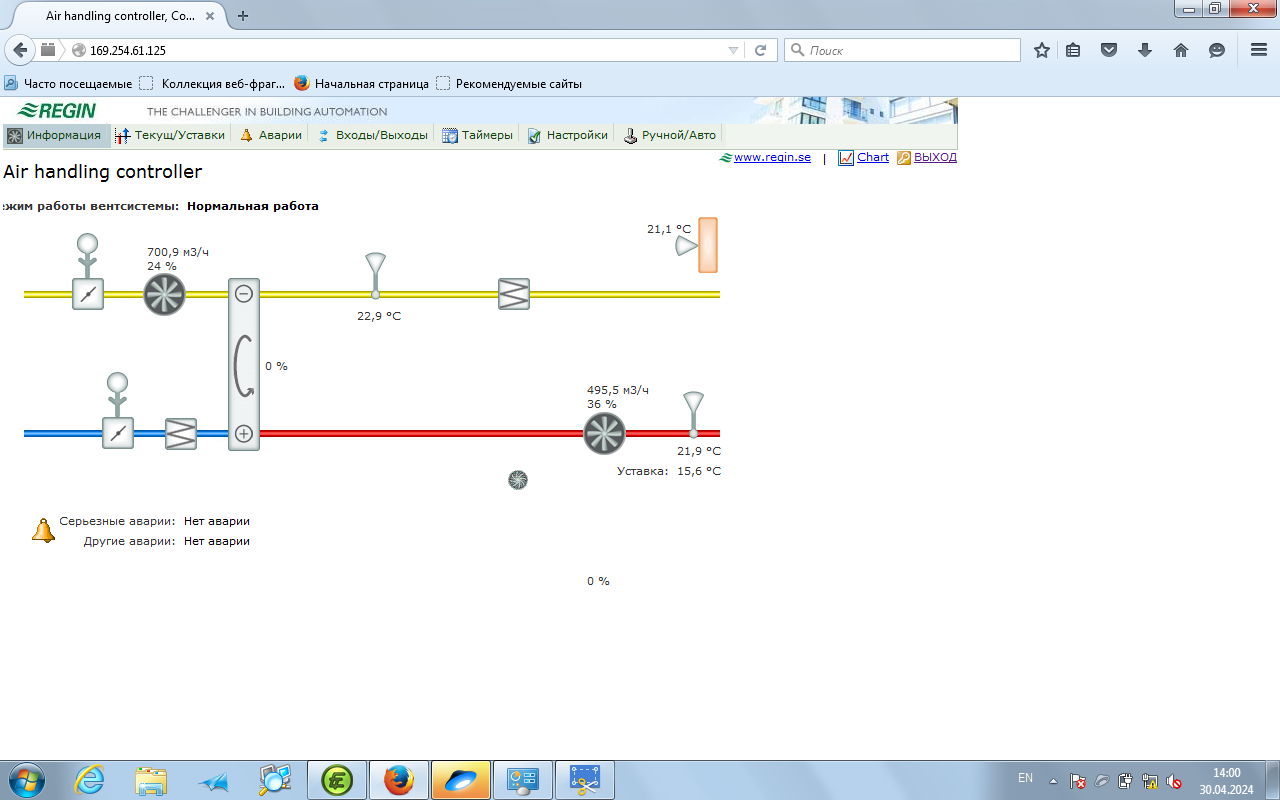 Air handling controller, Co...
169.254.61.125
Поиск
Часто посещаемые
Коллекция веб-фраг...
Начальная страница
Рекомендуемые сайты
REGIN
THE CHALLENGER IN BUILDING AUTOMATION
Информация
Текущ/Уставки
Аварии
Входы/Выходы
Таймеры
Настройки
Ручной/Авто
www.regin.se | Chart ВЫХОД
Air handling controller
ежим работы вентсистемы: Нормальная работа
21,1 °C
700,9 м3/ч
24 %
22,9 °C
0 %
495,5 м3/ч
36 %
21,9 °C
Уставка: 15,6 °C
Серьезные аварии: Нет аварии
Другие аварии: Нет аварии
0 %
EN
14:00
30.04.2024